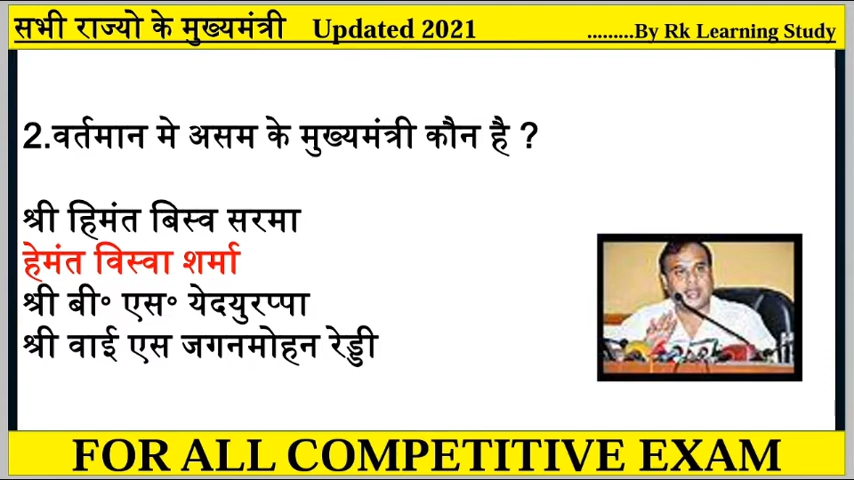 सभी राज्यो के मुख्यमंत्री Updated 2021 .........By Rk Learning Study
2.वर्तमान मे असम के मुख्यमंत्री कौन है ?
श्री हिमंत बिस्व सरमा
हेमंत विस्वा शर्मा
श्री बी॰ एस॰ येदयुरप्पा
श्री वाई एस जगनमोहन रेड्डी
FOR ALL COMPETITIVE EXAM